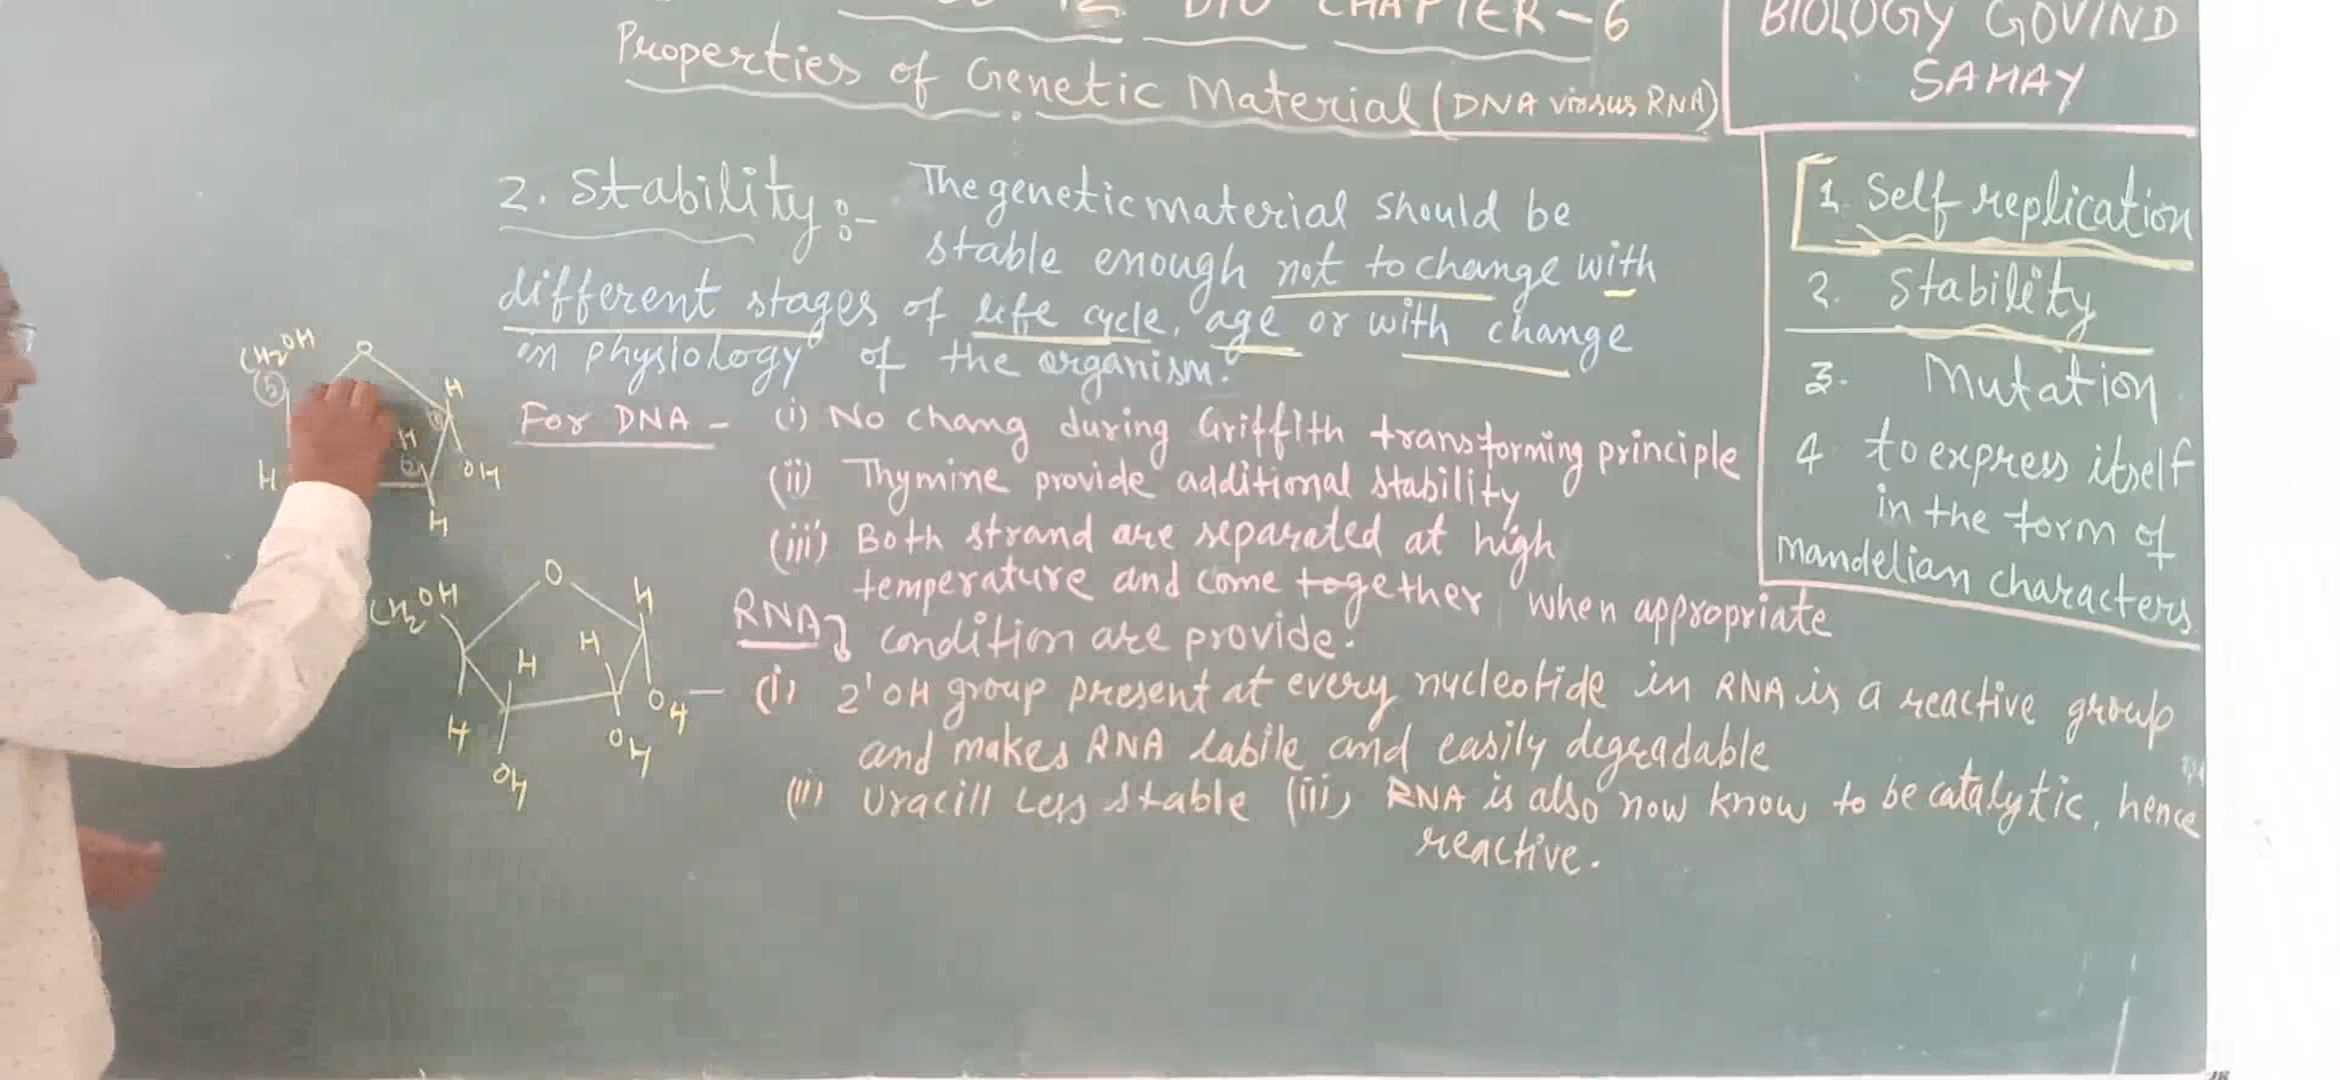 12 BIO CHAPTER-6
Properties of Genetic Material (DNA virsus RNA)
BIOLOGY GOVIND
SAHAY
1. Self replication
2. Stability
3. Mutation
4 to express itself
in the form of
mandelian characters
2. Stability :- The genetic material should be
stable enough not to change with
different stages of life cycle, age or with change
in physiology of the organism.
For DNA - (i) No chang during Griffith transforming principle
(ii) Thymine provide additional stability
(iii) Both strand are separated at high
temperature and come together when appropriate
condition are provide.
RNA
(i) 2'OH group present at every nucleotide in RNA is a reactive group
and makes RNA labile and easily degradable
(ii) Uracill Less stable (iii) RNA is also now know to be catalytic, hence
reactive.
CH2OH
O
5
H
H
H
2
OH
H
CH2OH
O
H
H
H
H
OH
OH
OH